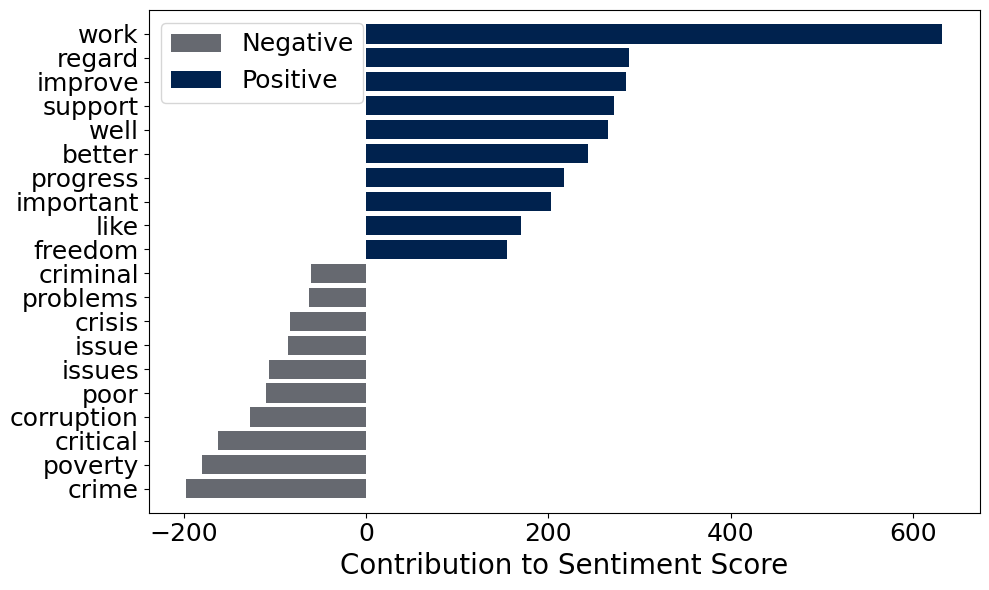 work
regard
improve
support
well
better
progress
important
like
freedom
criminal
problems
crisis
issue
issues
poor
corruption
critical
poverty
crime
Negative
Positive
−200
0
200
400
600
Contribution to Sentiment Score